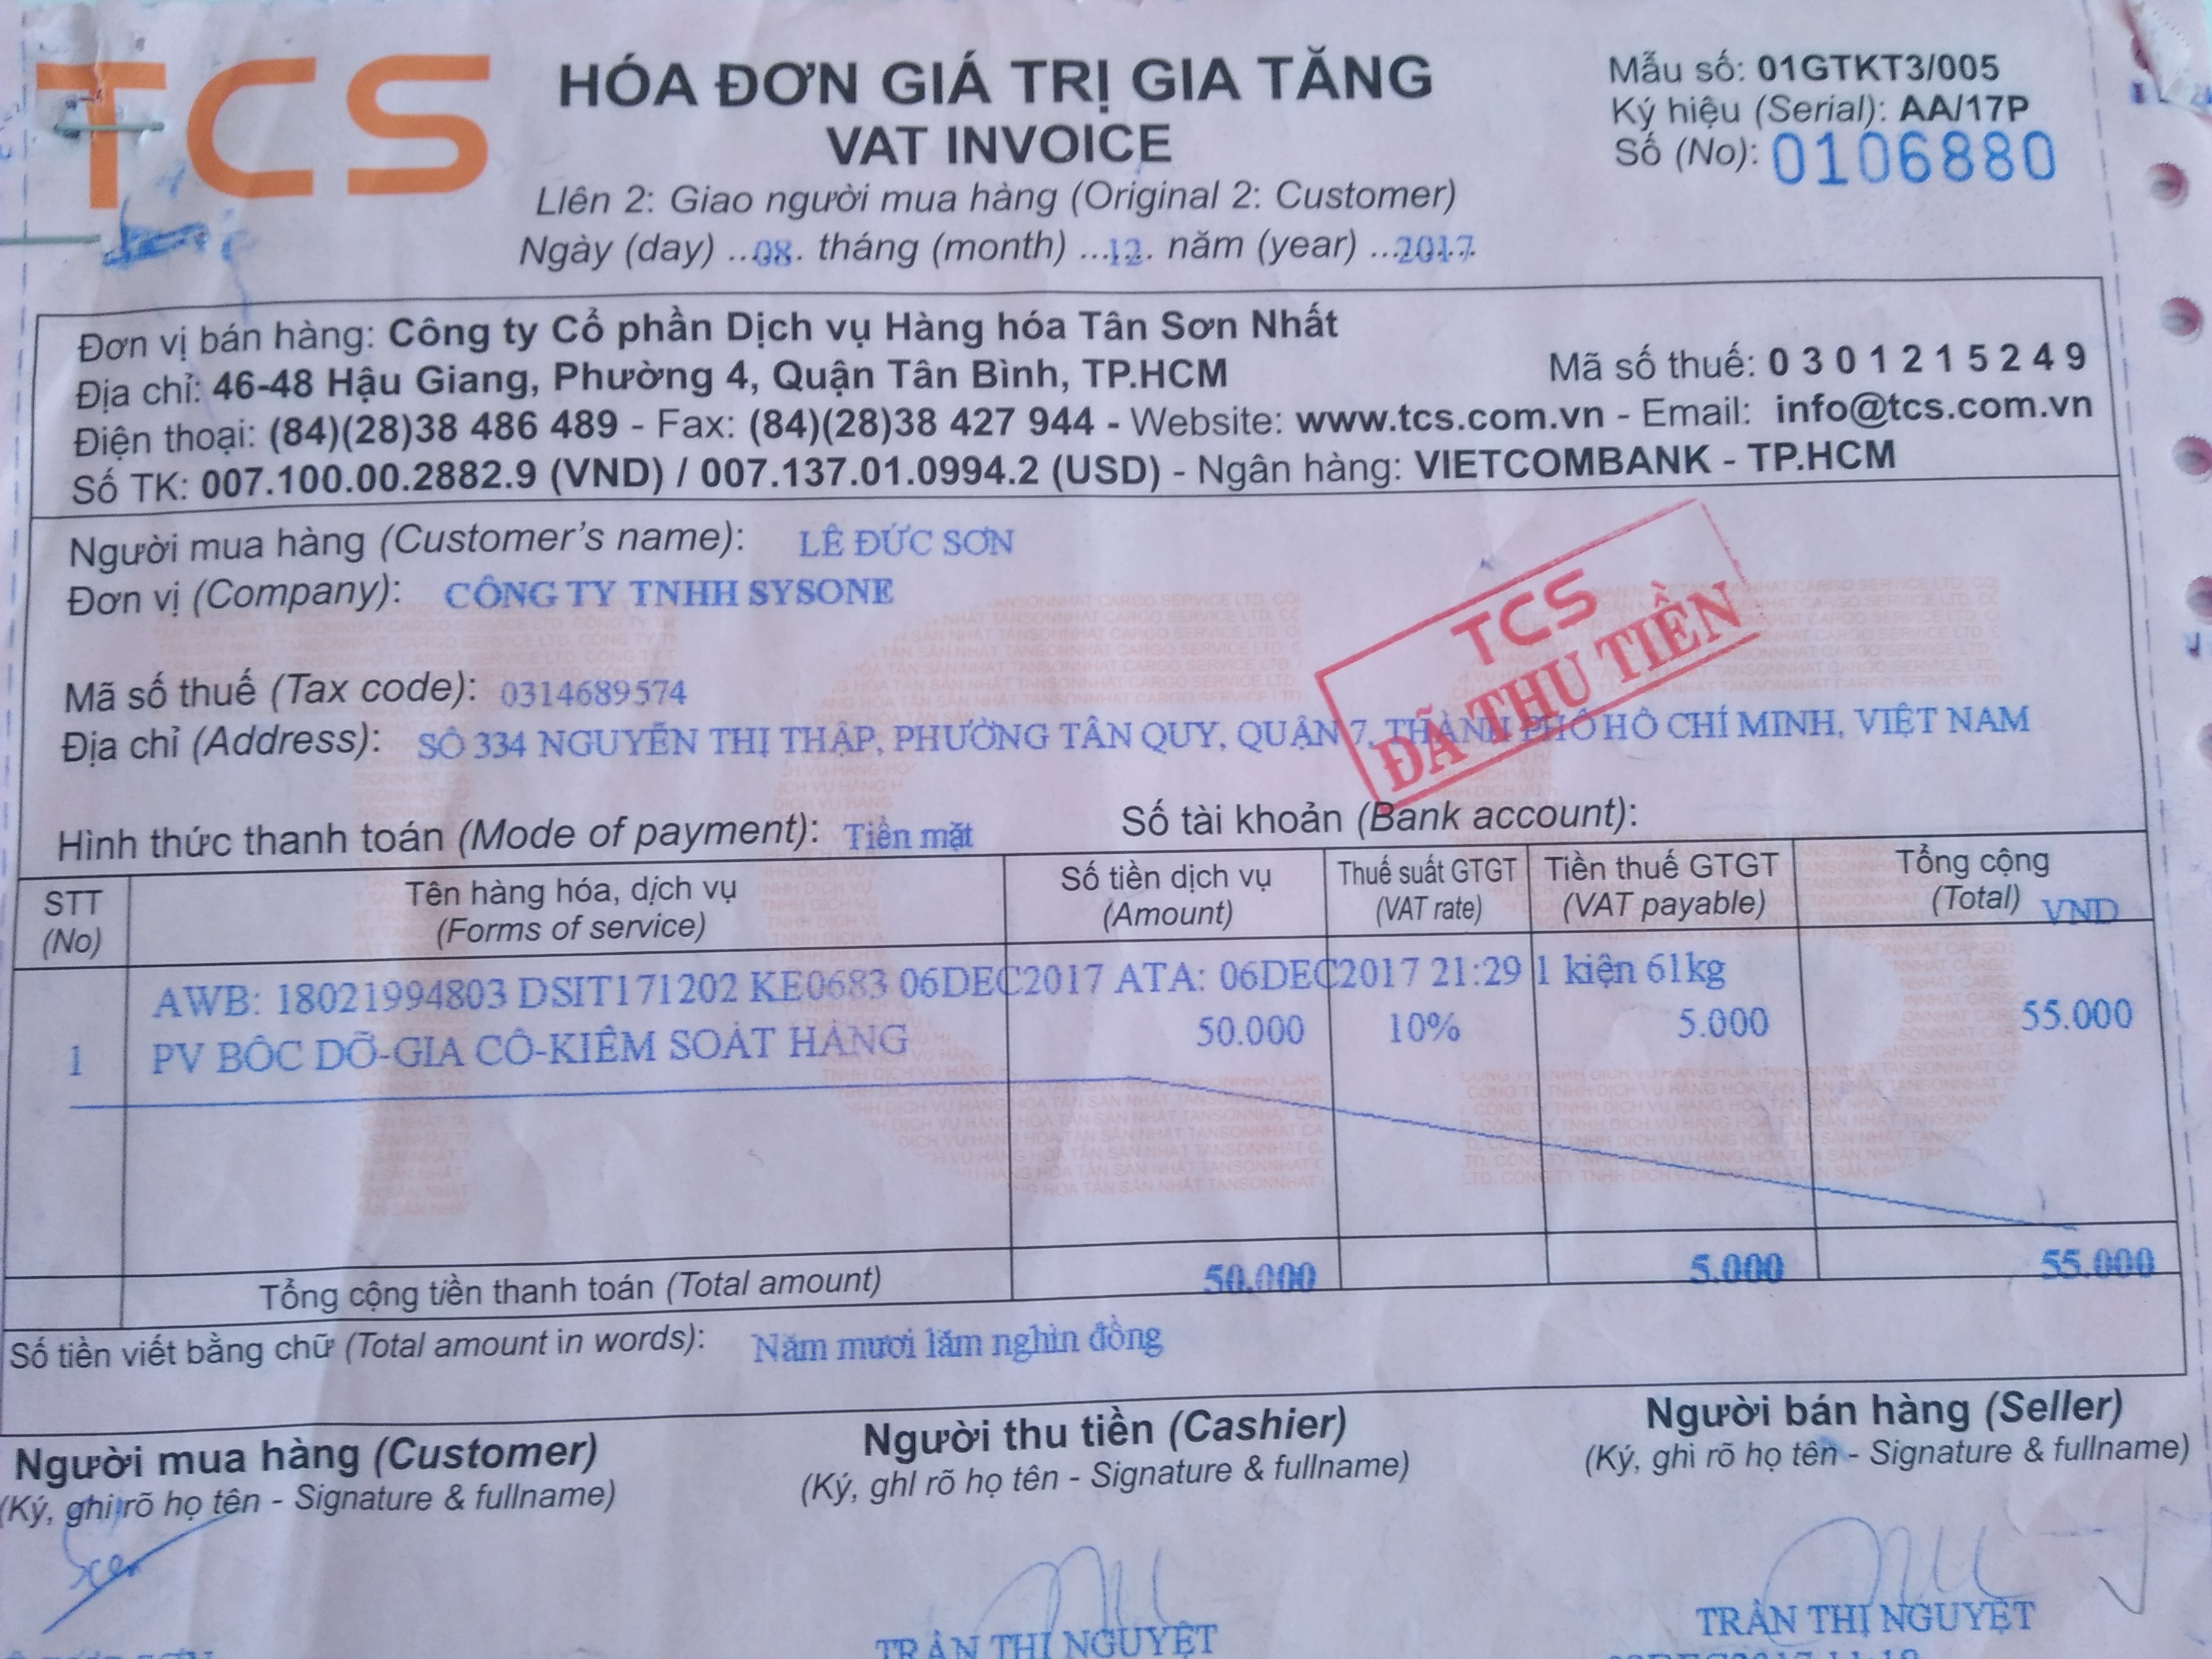 TCS
HÓA ĐƠN GIÁ TRỊ GIA TĂNG
VAT INVOICE
Mẫu số: 01GTKT3/005
Ký hiệu (Serial): AA/17P
Số (No): 0106880
Llên 2: Giao người mua hàng (Original 2: Customer)
Ngày (day) ...08. tháng (month) ...12. năm (year) ...2017
Đơn vị bán hàng: Công ty Cổ phần Dịch vụ Hàng hóa Tân Sơn Nhất
Địa chỉ: 46-48 Hậu Giang, Phường 4, Quận Tân Bình, TP.HCM Mã số thuế: 0 3 0 1 2 1 5 2 4 9
Điện thoại: (84)(28)38 486 489 - Fax: (84)(28)38 427 944 - Website: www.tcs.com.vn - Email: info@tcs.com.vn
Số TK: 007.100.00.2882.9 (VND) / 007.137.01.0994.2 (USD) - Ngân hàng: VIETCOMBANK - TP.HCM
Người mua hàng (Customer's name): LÊ ĐỨC SƠN
Đơn vị (Company): CÔNG TY TNHH SYSONE
TCS
ĐÃ THU TIỀN
Mã số thuế (Tax code): 0314689574
Địa chỉ (Address): SỐ 334 NGUYỄN THỊ THẬP, PHƯỜNG TÂN QUY, QUẬN 7, THÀNH PHỐ HỒ CHÍ MINH, VIỆT NAM
Hình thức thanh toán (Mode of payment): Tiền mặt Số tài khoản (Bank account):
STT Tên hàng hóa, dịch vụ Số tiền dịch vụ Thuế suất GTGT Tiền thuế GTGT Tổng cộng
(No) (Forms of service) (Amount) (VAT rate) (VAT payable) (Total) VND
AWB: 18021994803 DSIT171202 KE0683 06DEC2017 ATA: 06DEC2017 21:29 1 kiện 61kg
1 PV BỐC DỠ-GIA CỐ-KIỂM SOÁT HÀNG 50.000 10% 5.000 55.000
Tổng cộng tiền thanh toán (Total amount) 50.000 5.000 55.000
Số tiền viết bằng chữ (Total amount in words): Năm mươi lăm nghìn đồng
Người mua hàng (Customer) Người thu tiền (Cashier) Người bán hàng (Seller)
(Ký, ghi rõ họ tên - Signature & fullname) (Ký, ghI rõ họ tên - Signature & fullname) (Ký, ghi rõ họ tên - Signature & fullname)
TRẦN THỊ NGUYỆT TRẦN THỊ NGUYỆT